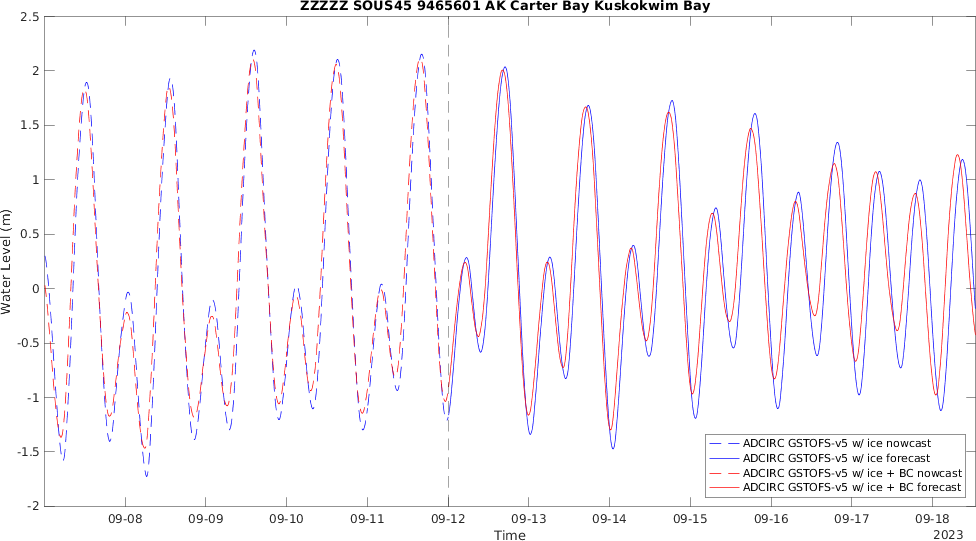 ZZZZZ SOUS45 9465601 AK Carter Bay Kuskokwim Bay
2.5
2
1.5
1
0.5
0
-0.5
-1
-1.5
-2
Water Level (m)
09-08 09-09 09-10 09-11 09-12 09-13 09-14 09-15 09-16 09-17 09-18
Time
2023
ADCIRC GSTOFS-v5 w/ ice nowcast
ADCIRC GSTOFS-v5 w/ ice forecast
ADCIRC GSTOFS-v5 w/ ice + BC nowcast
ADCIRC GSTOFS-v5 w/ ice + BC forecast